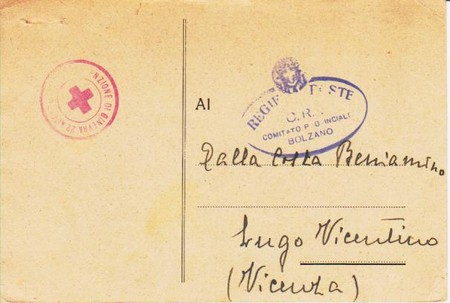 Al
REGIE POSTE
C.R.
COMITATO PROVINCIALE
BOLZANO
Dalla Costa Beniamino
Lugo Vicentino
(Vicenza)